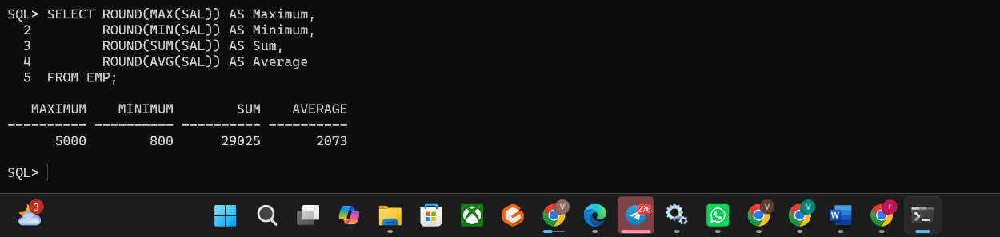 SQL> SELECT ROUND(MAX(SAL)) AS Maximum,
  2         ROUND(MIN(SAL)) AS Minimum,
  3         ROUND(SUM(SAL)) AS Sum,
  4         ROUND(AVG(SAL)) AS Average
  5  FROM EMP;
   MAXIMUM    MINIMUM        SUM    AVERAGE
---------- ---------- ---------- ----------
      5000        800      29025       2073
SQL>
3 V 276 V V W r